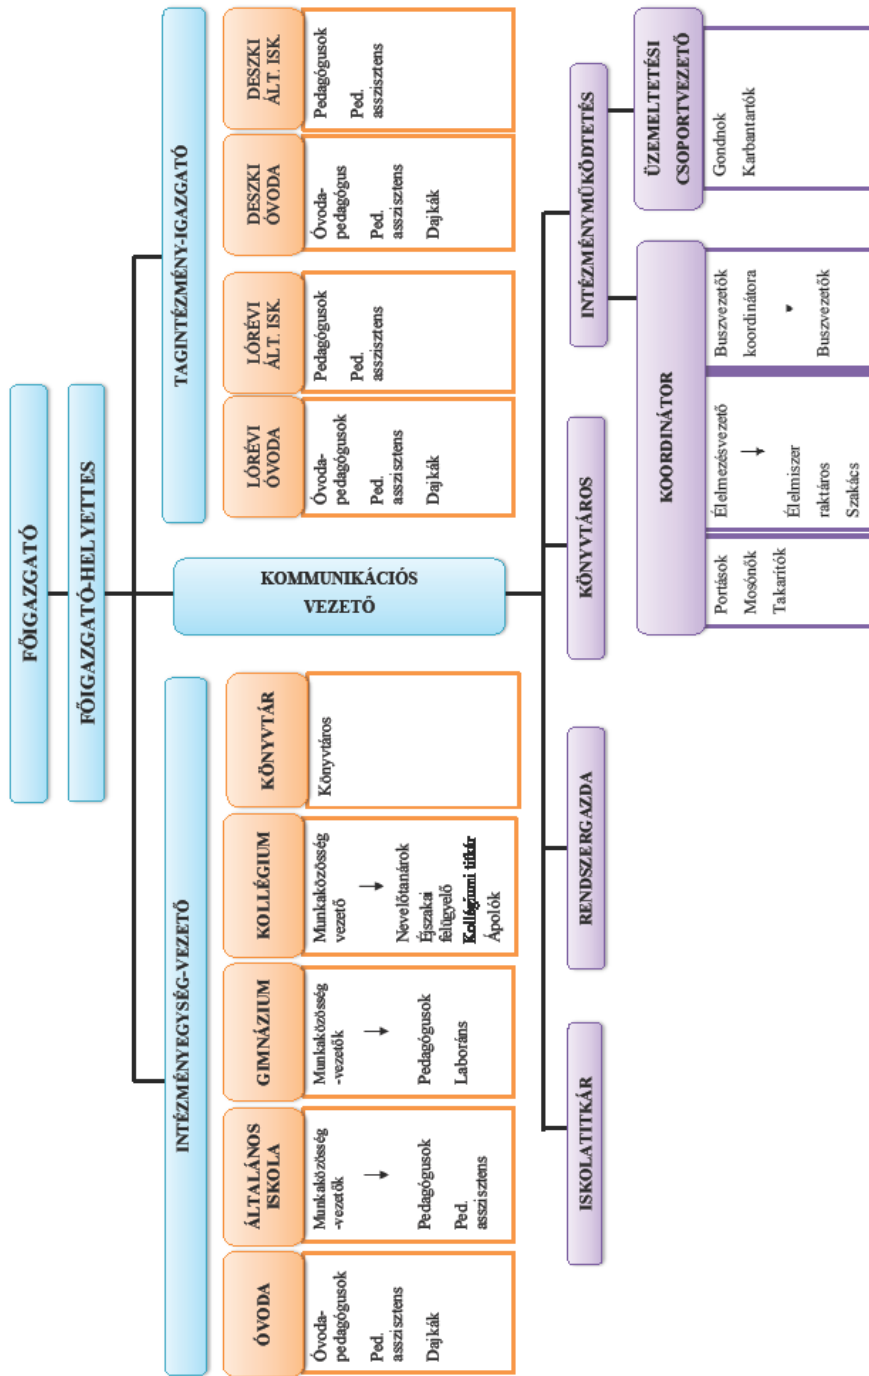 FŐIGAZGATÓ
FŐIGAZGATÓ-HELYETTES
INTÉZMÉNYEGYSÉG-VEZETŐ
KOMMUNIKÁCIÓS
VEZETŐ
TAGINTÉZMÉNY-IGAZGATÓ
ÓVODA
Óvoda-
pedagógusok
Ped.
asszisztens
Dajkák
ÁLTALÁNOS
ISKOLA
Munkaközösség
-vezetők
Pedagógusok
Ped.
asszisztens
GIMNÁZIUM
Munkaközösség
-vezetők
Pedagógusok
Laboráns
KOLLÉGIUM
Munkaközösség
vezető
Nevelőtanárok
Éjszakai
felügyelő
Kollégiumi titkár
Ápolók
KÖNYVTÁR
Könyvtáros
LÓRÉVI
ÓVODA
Óvoda-
pedagógusok
Ped.
asszisztens
Dajkák
LÓRÉVI
ÁLT. ISK.
Pedagógusok
Ped.
asszisztens
DESZKI
ÓVODA
Óvoda-
pedagógus
Ped.
asszisztens
Dajkák
DESZKI
ÁLT. ISK.
Pedagógusok
Ped.
asszisztens
ISKOLATITKÁR
RENDSZERGAZDA
KÖNYVTÁROS
INTÉZMÉNYMŰKÖDTETÉS
KOORDINÁTOR
Portások
Mosónők
Takarítók
Élelmezésvezető
Élelmiszer
raktáros
Szakács
Buszvezetők
koordinátora
Buszvezetők
ÜZEMELTETÉSI
CSOPORTVEZETŐ
Gondnok
Karbantartók